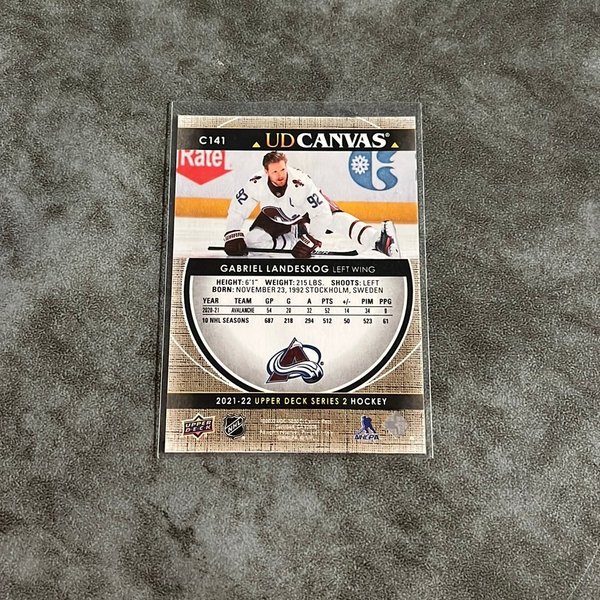 C141
UD CANVAS
Rate
92
92
GABRIEL LANDESKOG LEFT WING
HEIGHT: 6'1" WEIGHT: 215 LBS. SHOOTS: LEFT
BORN: NOVEMBER 23, 1992 STOCKHOLM, SWEDEN
YEAR TEAM GP G A PTS +/- PIM PPG
2020-21 AVALANCHE 54 20 32 52 14 34 9
10 NHL SEASONS 687 218 294 512 50 523 61
2021-22 UPPER DECK SERIES 2 HOCKEY
UPPER DECK
NHL
NHLPA